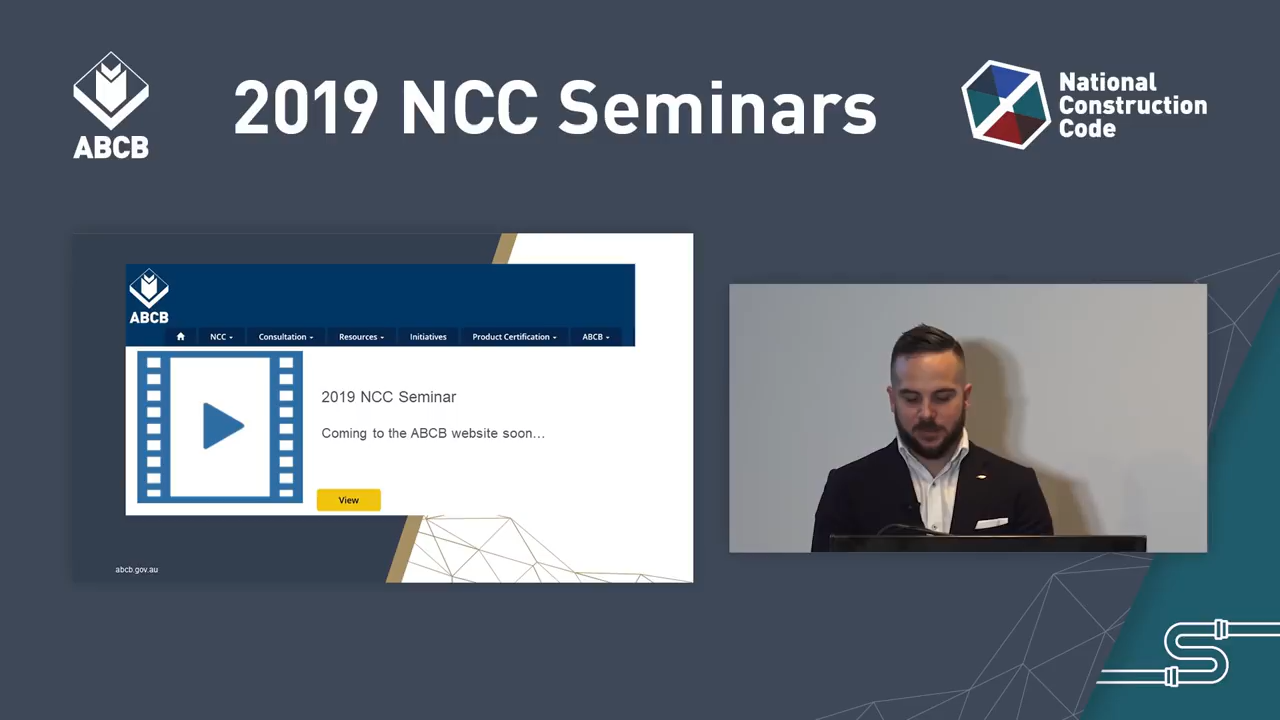 ABCB
2019 NCC Seminars
National
Construction
Code
ABCB
NCC
Consultation
Resources
Initiatives
Product Certification
ABCB
2019 NCC Seminar
Coming to the ABCB website soon...
View
abcb.gov.au